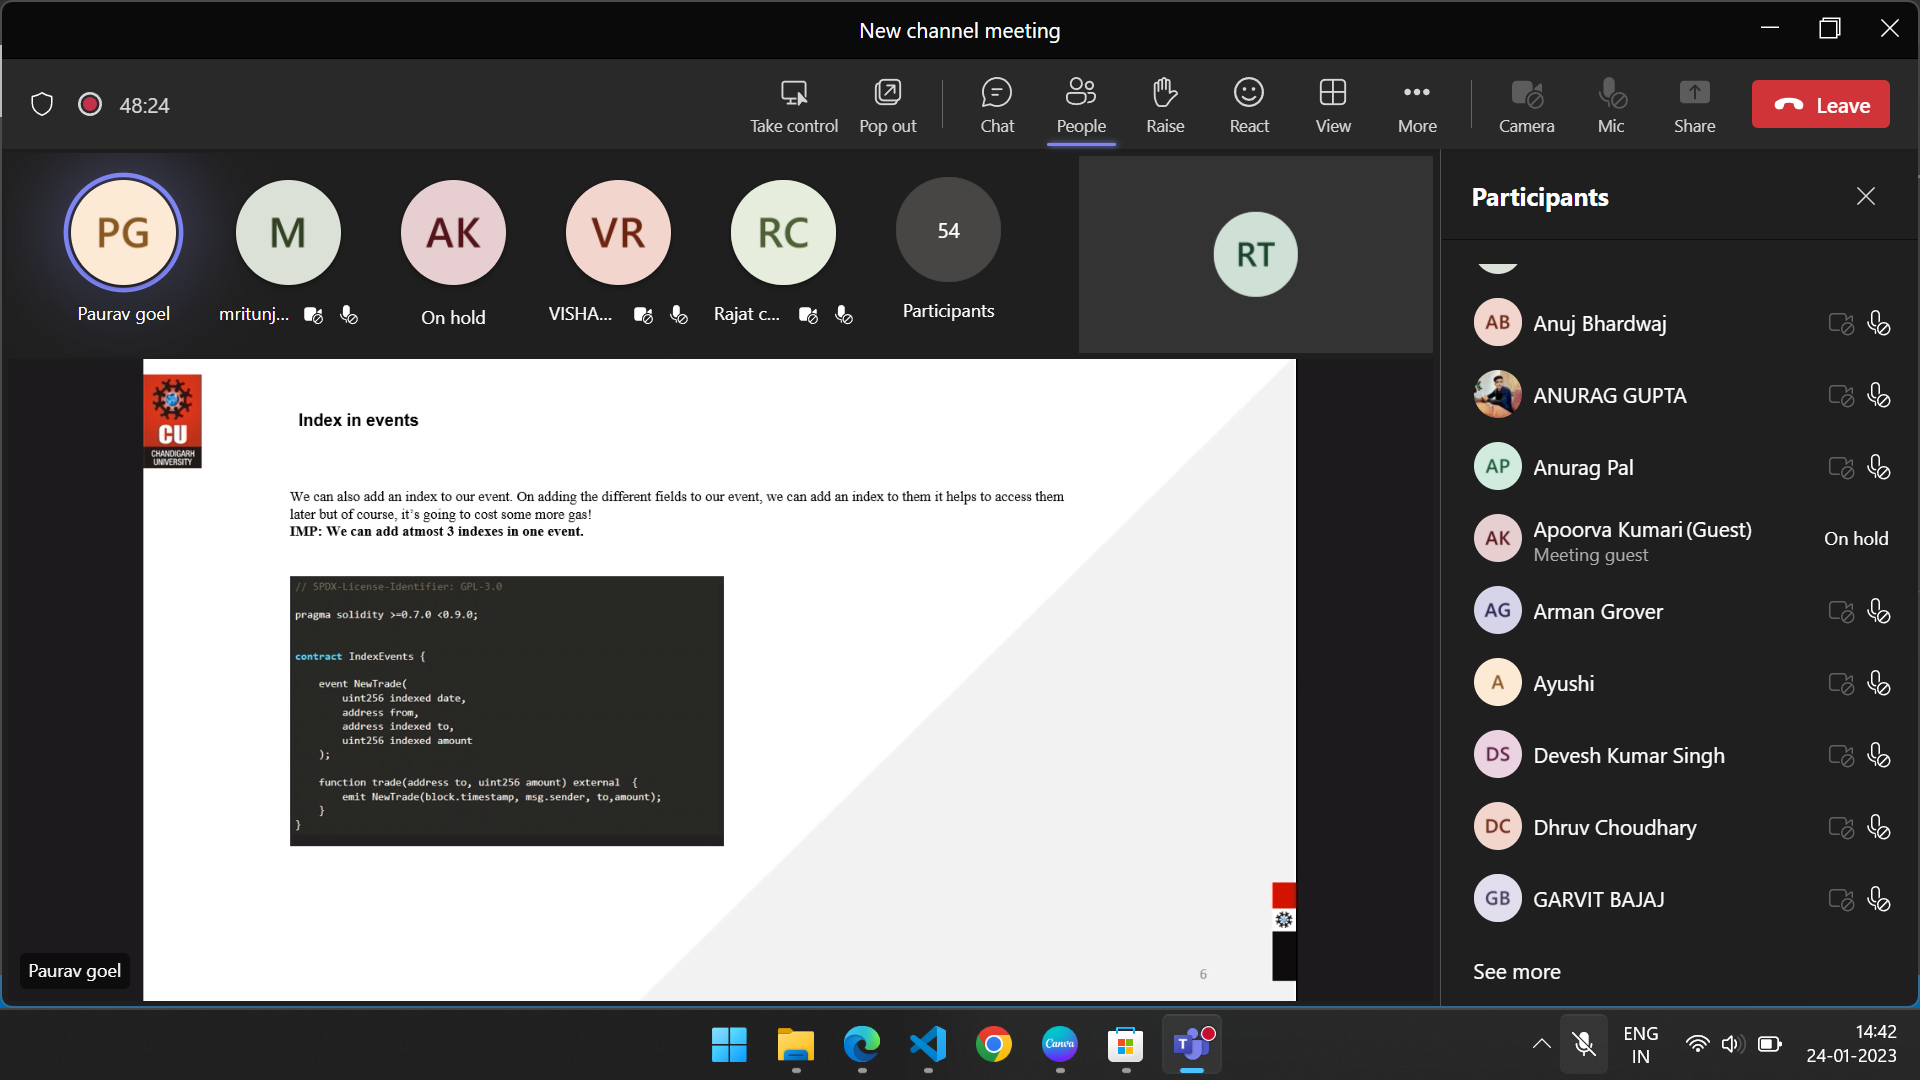 New channel meeting
48:24
Take control
Pop out
Chat
People
Raise
React
View
More
Camera
Mic
Share
Leave
PG
M
AK
VR
RC
54
Paurav goel
mritunj...
On hold
VISHA...
Rajat c...
Participants
RT
Participants
AB
Anuj Bhardwaj
ANURAG GUPTA
AP
Anurag Pal
AK
Apoorva Kumari (Guest)
Meeting guest
On hold
AG
Arman Grover
A
Ayushi
DS
Devesh Kumar Singh
DC
Dhruv Choudhary
GB
GARVIT BAJAJ
See more
CU
CHANDIGARH
UNIVERSITY
Index in events
We can also add an index to our event. On adding the different fields to our event, we can add an index to them it helps to access them
later but of course, it's going to cost some more gas!
IMP: We can add atmost 3 indexes in one event.
// SPDX-License-Identifier: GPL-3.0
pragma solidity >=0.7.0 <0.9.0;
contract IndexEvents {
event NewTrade(
uint256 indexed date,
address from,
address indexed to,
uint256 indexed amount
);
function trade(address to, uint256 amount) external {
emit NewTrade(block.timestamp, msg.sender, to,amount);
}
}
6
Paurav goel
Canva
T
ENG
IN
14:42
24-01-2023